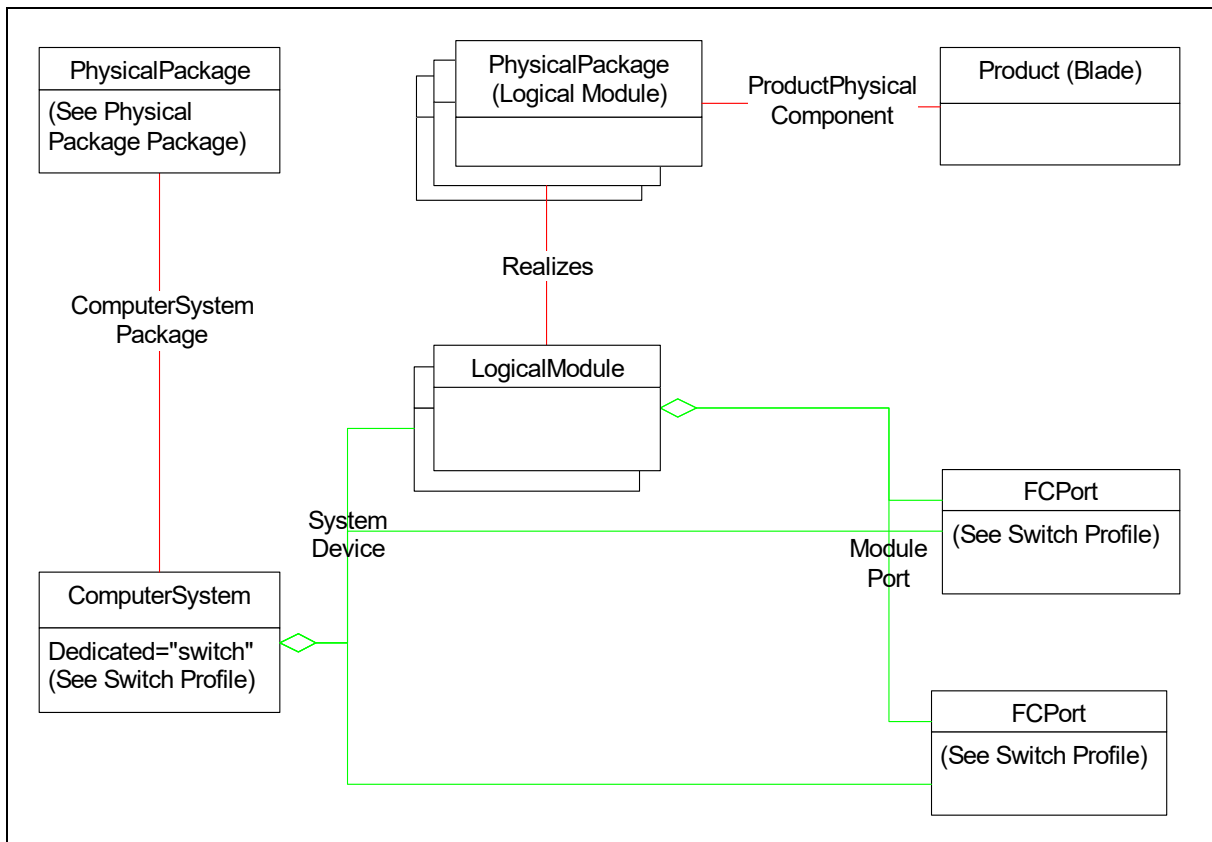 PhysicalPackage
(See Physical
Package Package)
PhysicalPackage
(Logical Module)
ProductPhysical
Component
Product (Blade)
Realizes
ComputerSystem
Package
LogicalModule
System
Device
Module
Port
FCPort
(See Switch Profile)
ComputerSystem
Dedicated="switch"
(See Switch Profile)
FCPort
(See Switch Profile)